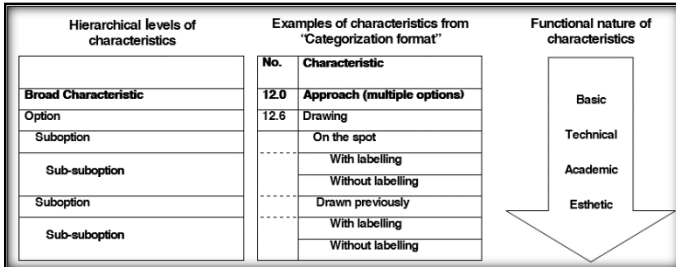 Hierarchical levels of
characteristics
Broad Characteristic
Option
Suboption
Sub-suboption
Suboption
Sub-suboption
Examples of characteristics from
"Categorization format"
No. Characteristic
12.0 Approach (multiple options)
12.6 Drawing
On the spot
With labelling
Without labelling
Drawn previously
With labelling
Without labelling
Functional nature of
characteristics
Basic
Technical
Academic
Esthetic